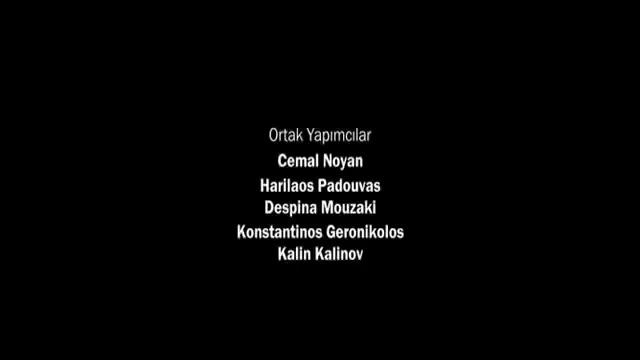 Ortak Yapımcılar
Cemal Noyan
Harilaos Padouvas
Despina Mouzaki
Konstantinos Geronikolos
Kalin Kalinov